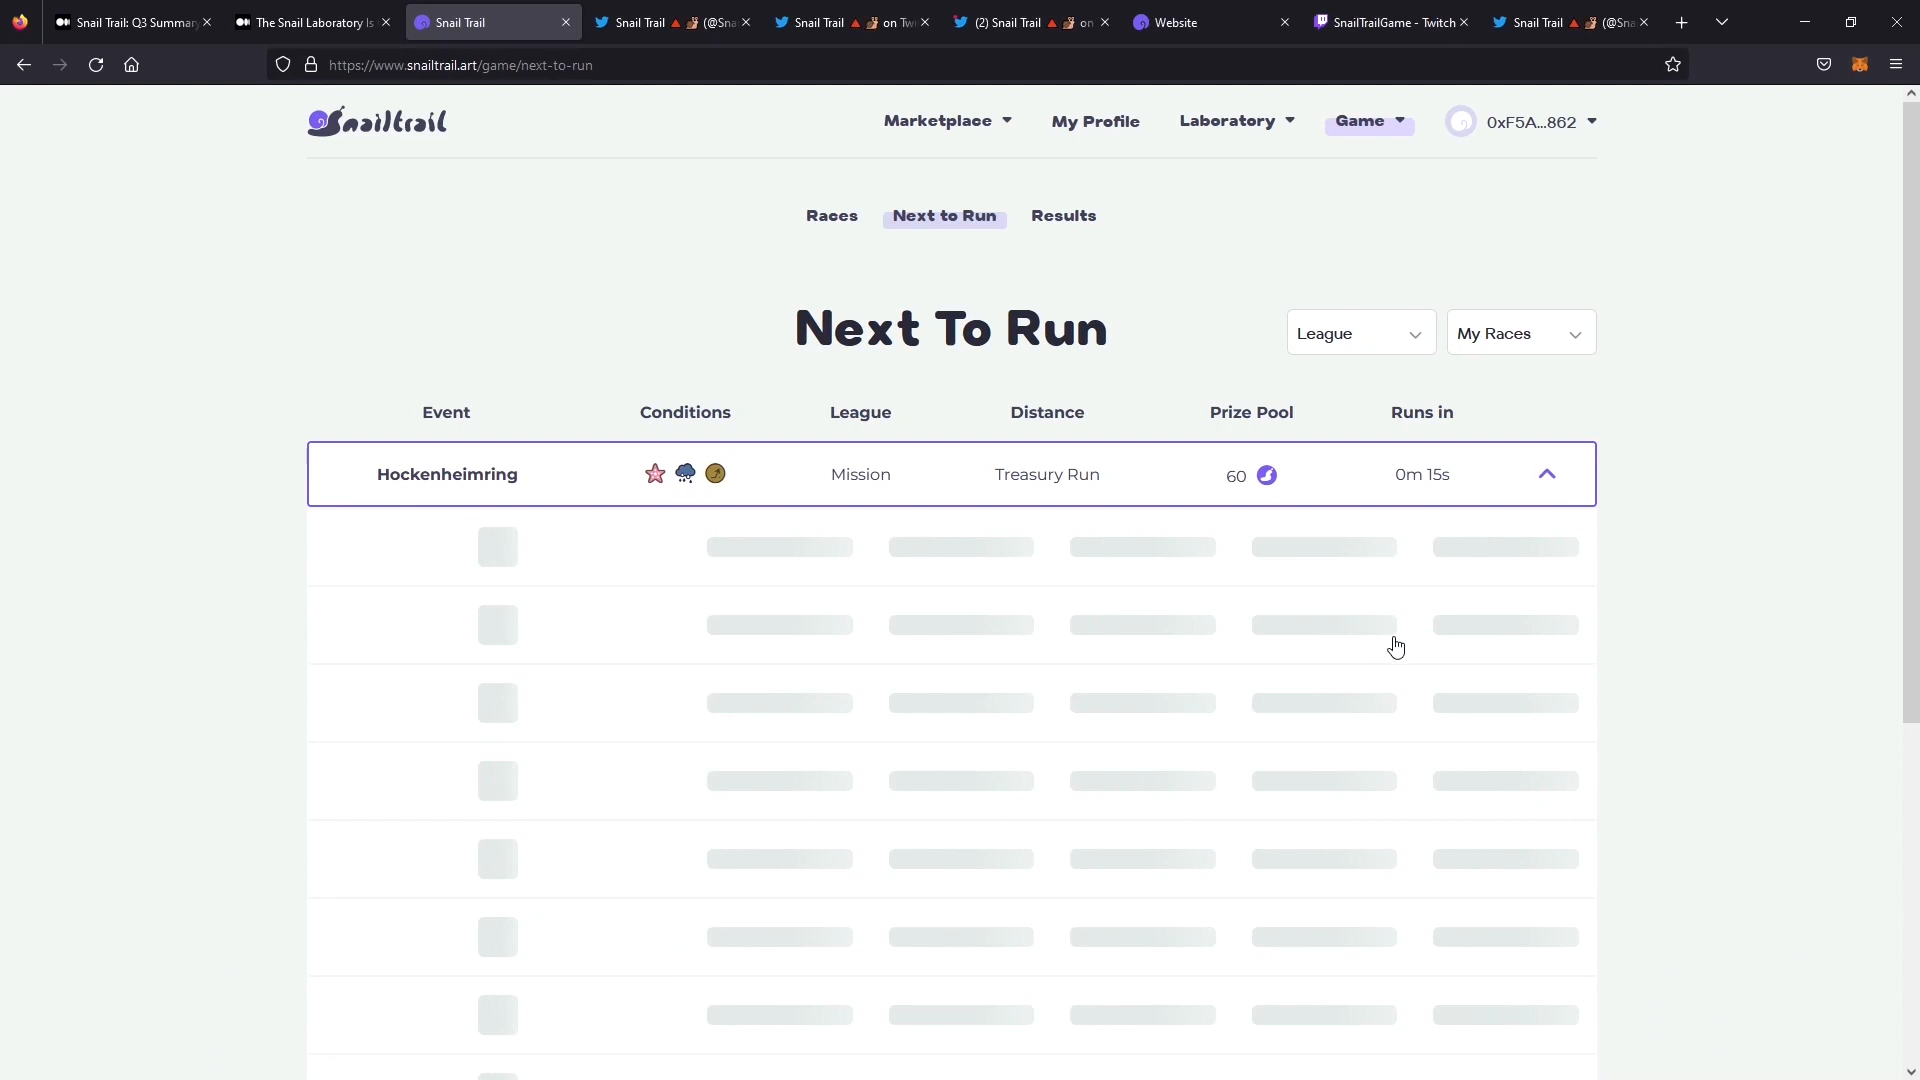 Snail Trail: Q3 Summary
The Snail Laboratory Is
Snail Trail
Snail Trail 🔺🐌 (@Sna
Snail Trail 🔺🐌 on Tw
(2) Snail Trail 🔺🐌 on
Website
SnailTrailGame - Twitch
Snail Trail 🔺🐌 (@Sna
https://www.snailtrail.art/game/next-to-run
Snailtrail
Marketplace
My Profile
Laboratory
Game
0xF5A...862
Races
Next to Run
Results
Next To Run
League
My Races
Event
Conditions
League
Distance
Prize Pool
Runs in
Hockenheimring
Mission
Treasury Run
60
0m 15s